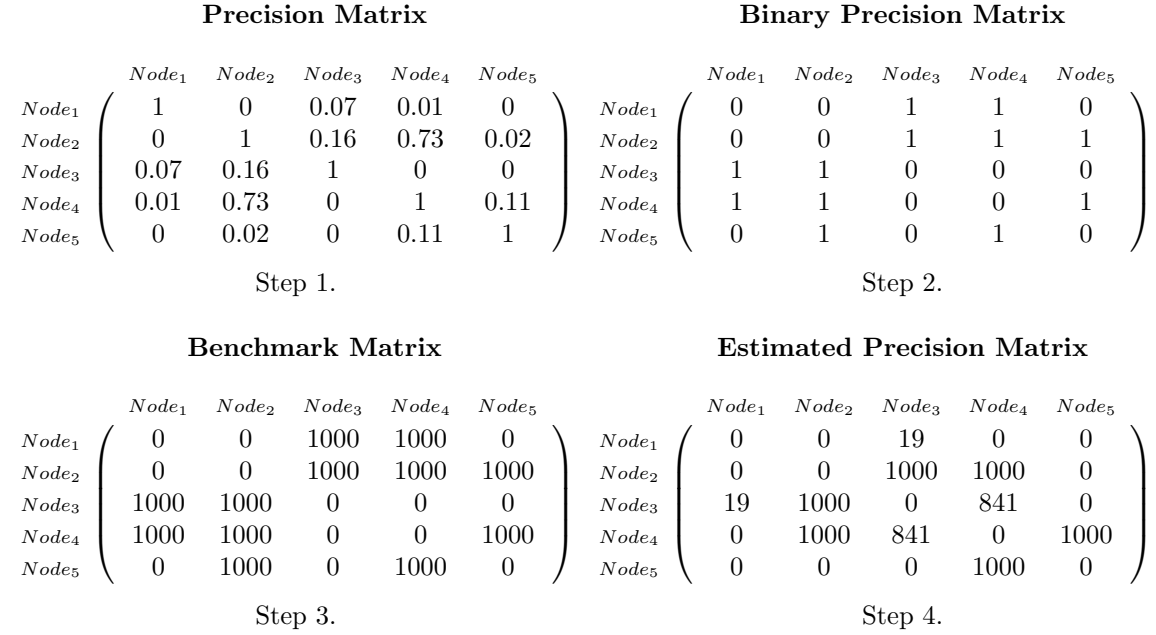 Precision Matrix
Node1 Node2 Node3 Node4 Node5
Node1 1 0 0.07 0.01 0
Node2 0 1 0.16 0.73 0.02
Node3 0.07 0.16 1 0 0
Node4 0.01 0.73 0 1 0.11
Node5 0 0.02 0 0.11 1
Step 1.
Binary Precision Matrix
Node1 Node2 Node3 Node4 Node5
Node1 0 0 1 1 0
Node2 0 0 1 1 1
Node3 1 1 0 0 0
Node4 1 1 0 0 1
Node5 0 1 0 1 0
Step 2.
Benchmark Matrix
Node1 Node2 Node3 Node4 Node5
Node1 0 0 1000 1000 0
Node2 0 0 1000 1000 1000
Node3 1000 1000 0 0 0
Node4 1000 1000 0 0 1000
Node5 0 1000 0 1000 0
Step 3.
Estimated Precision Matrix
Node1 Node2 Node3 Node4 Node5
Node1 0 0 19 0 0
Node2 0 0 1000 1000 0
Node3 19 1000 0 841 0
Node4 0 1000 841 0 1000
Node5 0 0 0 1000 0
Step 4.